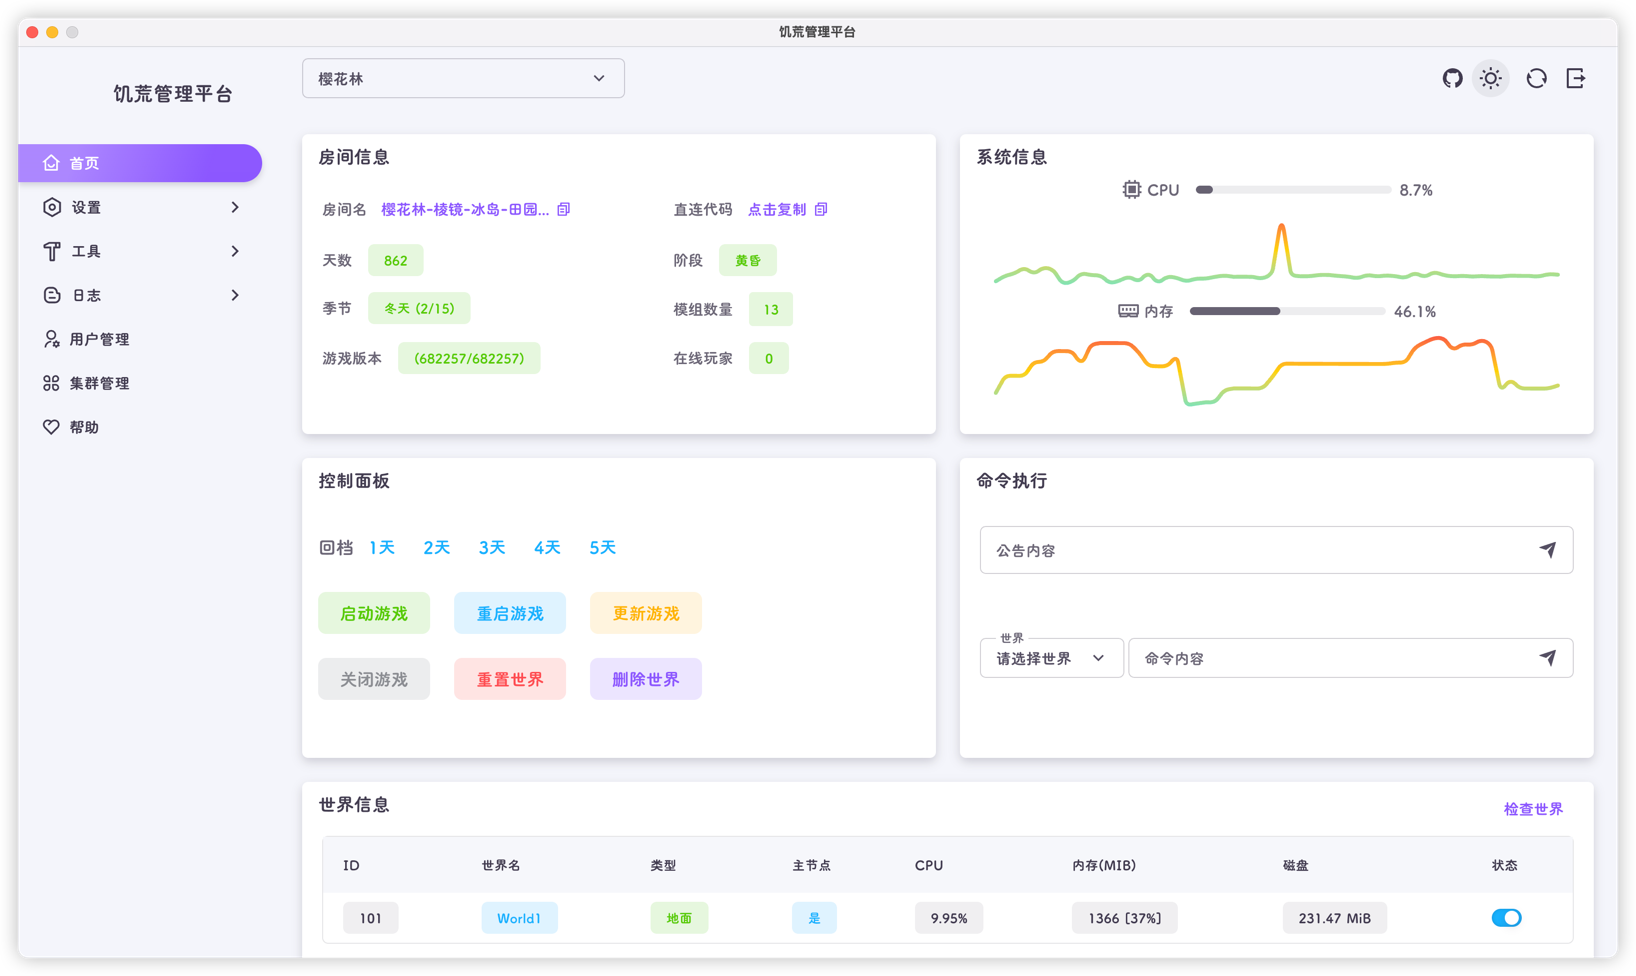 饥荒管理平台
饥荒管理平台
樱花林
首页
设置
工具
日志
用户管理
集群管理
帮助
房间信息
房间名 樱花林-棱镜-冰岛-田园... 直连代码 点击复制
天数 862 阶段 黄昏
季节 冬天 (2/15) 模组数量 13
游戏版本 (682257/682257) 在线玩家 0
系统信息
CPU 8.7%
内存 46.1%
控制面板
回档 1天 2天 3天 4天 5天
启动游戏 重启游戏 更新游戏
关闭游戏 重置世界 删除世界
命令执行
公告内容
世界
请选择世界 命令内容
世界信息 检查世界
ID 世界名 类型 主节点 CPU 内存(MIB) 磁盘 状态
101 World1 地面 是 9.95% 1366 [37%] 231.47 MiB